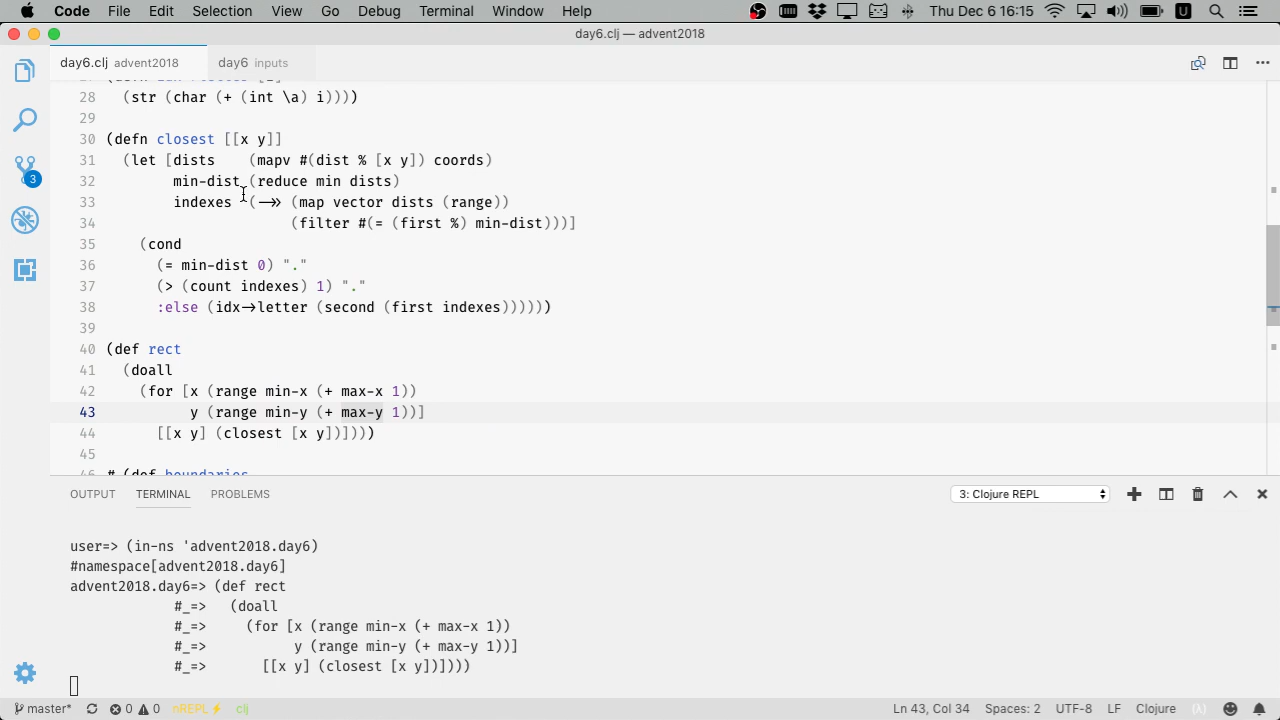 Code File Edit Selection View Go Debug Terminal Window Help Thu Dec 6 16:15 U
day6.clj — advent2018
day6.clj advent2018 day6 inputs
28 (str (char (+ (int \a) i))))
29
30 (defn closest [[x y]]
31 (let [dists (mapv #(dist % [x y]) coords)
32 min-dist (reduce min dists)
33 indexes (->> (map vector dists (range))
34 (filter #(= (first %) min-dist)))]
35 (cond
36 (= min-dist 0) "."
37 (> (count indexes) 1) "."
38 :else (idx->letter (second (first indexes))))))
39
40 (def rect
41 (doall
42 (for [x (range min-x (+ max-x 1))
43 y (range min-y (+ max-y 1))]
44 [[x y] (closest [x y])])))
45
46 #_(def boundaries
3
OUTPUT TERMINAL PROBLEMS 3: Clojure REPL
user=> (in-ns 'advent2018.day6)
#namespace[advent2018.day6]
advent2018.day6=> (def rect
#_=> (doall
#_=> (for [x (range min-x (+ max-x 1))
#_=> y (range min-y (+ max-y 1))]
#_=> [[x y] (closest [x y])])))
master* 0 0 nREPL clj Ln 43, Col 34 Spaces: 2 UTF-8 LF Clojure (λ)